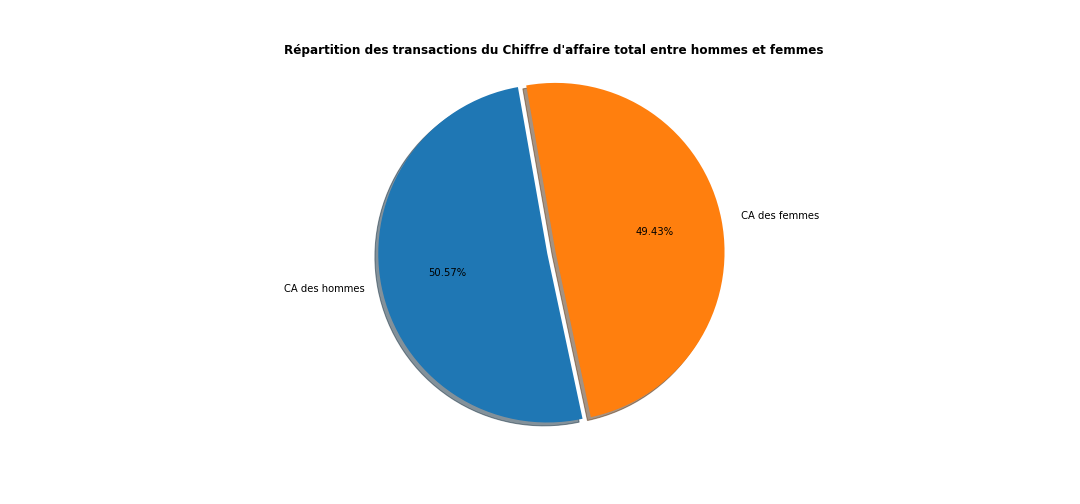 Répartition des transactions du Chiffre d'affaire total entre hommes et femmes
CA des femmes
49.43%
50.57%
CA des hommes